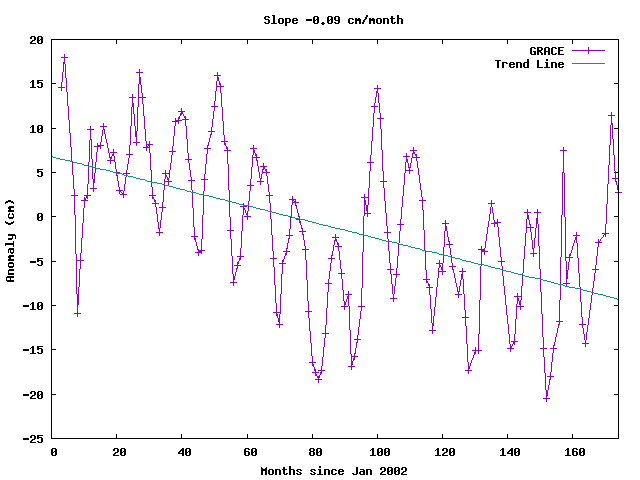 Slope -0.09 cm/month
GRACE
Trend Line
20
15
10
5
0
-5
-10
-15
-20
-25
Anomaly (cm)
0 20 40 60 80 100 120 140 160
Months since Jan 2002